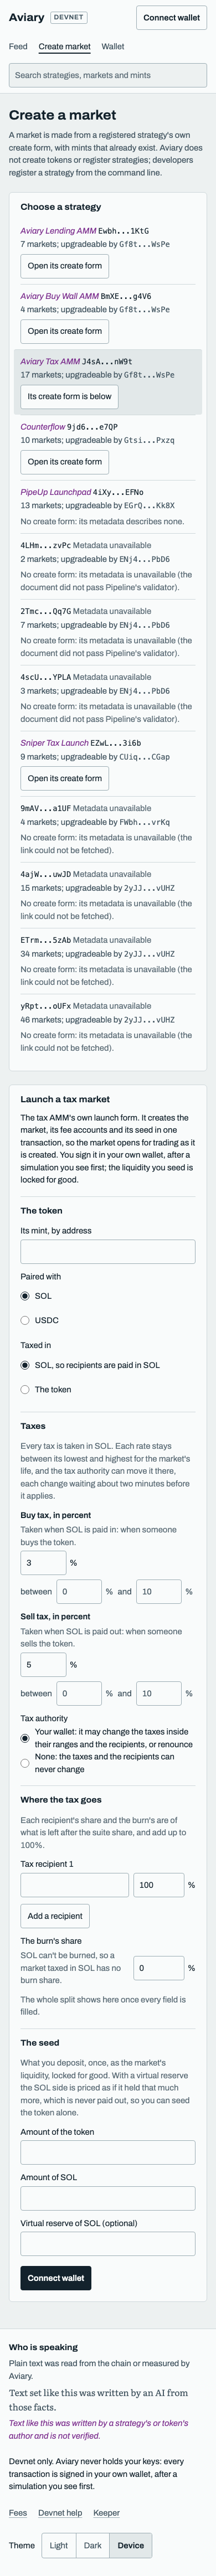 Aviary DEVNET Connect wallet
Feed Create market Wallet
Search strategies, markets and mints
Create a market
A market is made from a registered strategy's own
create form, with mints that already exist. Aviary does
not create tokens or register strategies; developers
register a strategy from the command line.
Choose a strategy
Aviary Lending AMM Ewbh...1KtG
7 markets; upgradeable by Gf8t...WsPe
Open its create form
Aviary Buy Wall AMM BmXE...g4V6
4 markets; upgradeable by Gf8t...WsPe
Open its create form
Aviary Tax AMM J4sA...nW9t
17 markets; upgradeable by Gf8t...WsPe
Its create form is below
Counterflow 9jd6...e7QP
10 markets; upgradeable by Gtsi...Pxzq
Open its create form
PipeUp Launchpad 4iXy...EFNo
13 markets; upgradeable by EGrQ...Kk8X
No create form: its metadata describes none.
4LHm...zvPc Metadata unavailable
2 markets; upgradeable by ENj4...PbD6
No create form: its metadata is unavailable (the
document did not pass Pipeline's validator).
2Tmc...Qq7G Metadata unavailable
7 markets; upgradeable by ENj4...PbD6
No create form: its metadata is unavailable (the
document did not pass Pipeline's validator).
4scU...YPLA Metadata unavailable
3 markets; upgradeable by ENj4...PbD6
No create form: its metadata is unavailable (the
document did not pass Pipeline's validator).
Sniper Tax Launch EZwL...3i6b
9 markets; upgradeable by CUiq...CGap
Open its create form
9mAV...a1UF Metadata unavailable
4 markets; upgradeable by FWbh...vrKq
No create form: its metadata is unavailable (the
link could not be fetched).
4ajW...uwJD Metadata unavailable
15 markets; upgradeable by 2yJJ...vUHZ
No create form: its metadata is unavailable (the
link could not be fetched).
ETrm...5zAb Metadata unavailable
34 markets; upgradeable by 2yJJ...vUHZ
No create form: its metadata is unavailable (the
link could not be fetched).
yRpt...oUFx Metadata unavailable
46 markets; upgradeable by 2yJJ...vUHZ
No create form: its metadata is unavailable (the
link could not be fetched).
Launch a tax market
The tax AMM's own launch form. It creates the
market, its fee accounts and its seed in one
transaction, so the market opens for trading as it
is created. You sign it in your own wallet, after a
simulation you see first; the liquidity you seed is
locked for good.
The token
Its mint, by address
Paired with
SOL
USDC
Taxed in
SOL, so recipients are paid in SOL
The token
Taxes
Every tax is taken in SOL. Each rate stays
between its lowest and highest for the market's
life, and the tax authority can move it there,
each change waiting about two minutes before
it applies.
Buy tax, in percent
Taken when SOL is paid in: when someone
buys the token.
3 %
between 0 % and 10 %
Sell tax, in percent
Taken when SOL is paid out: when someone
sells the token.
5 %
between 0 % and 10 %
Tax authority
Your wallet: it may change the taxes inside
their ranges and the recipients, or renounce
None: the taxes and the recipients can
never change
Where the tax goes
Each recipient's share and the burn's are of
what is left after the suite share, and add up to
100%.
Tax recipient 1
100 %
Add a recipient
The burn's share
SOL can't be burned, so a
market taxed in SOL has no
burn share.
0 %
The whole split shows here once every field is
filled.
The seed
What you deposit, once, as the market's
liquidity, locked for good. With a virtual reserve
the SOL side is priced as if it held that much
more, which is never paid out, so you can seed
the token alone.
Amount of the token
Amount of SOL
Virtual reserve of SOL (optional)
Connect wallet
Who is speaking
Plain text was read from the chain or measured by
Aviary.
Text set like this was written by an AI from
those facts.
Text like this was written by a strategy's or token's
author and is not verified.
Devnet only. Aviary never holds your keys: every
transaction is signed in your own wallet, after a
simulation you see first.
Fees Devnet help Keeper
Theme Light Dark Device